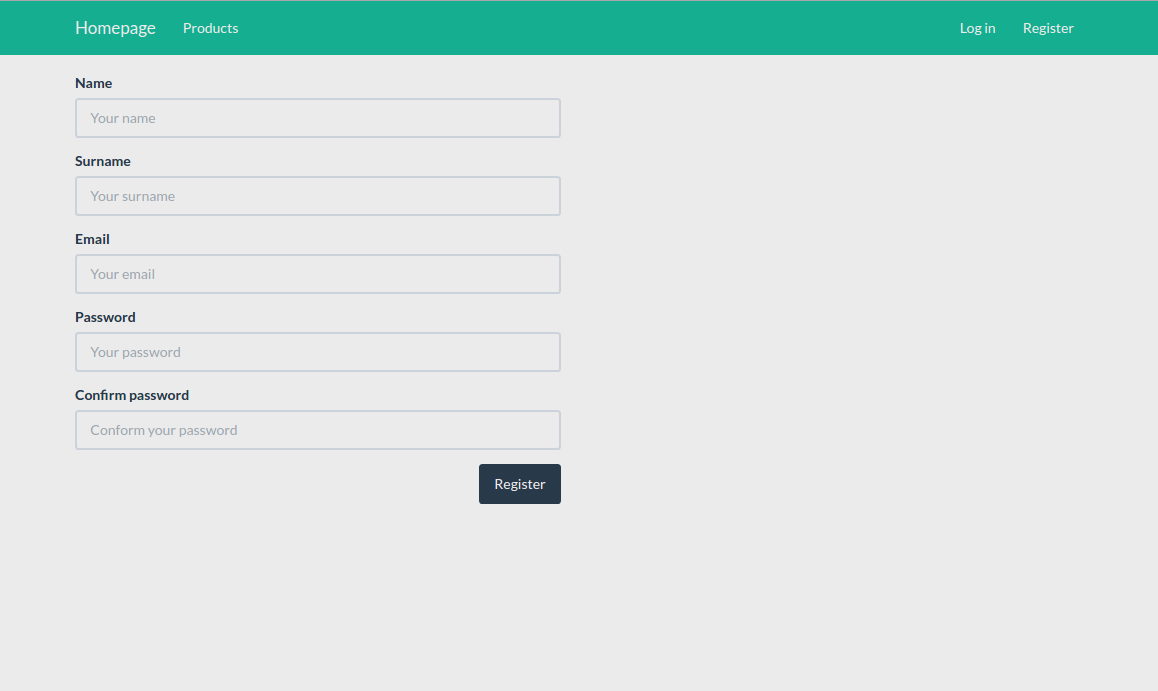 Homepage Products Log in Register
Name
Your name
Surname
Your surname
Email
Your email
Password
Your password
Confirm password
Conform your password
Register